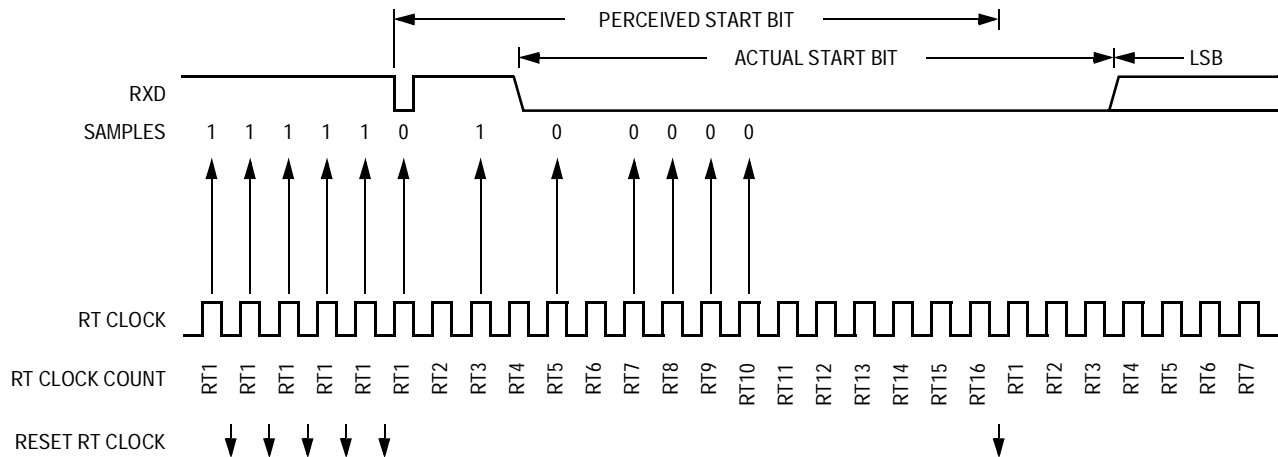 PERCEIVED START BIT
ACTUAL START BIT LSB
RXD
SAMPLES 1 1 1 1 1 0 1 0 0 0 0 0
RT CLOCK
RT CLOCK COUNT RT1 RT1 RT1 RT1 RT1 RT1 RT2 RT3 RT4 RT5 RT6 RT7 RT8 RT9 RT10 RT11 RT12 RT13 RT14 RT15 RT16 RT1 RT2 RT3 RT4 RT5 RT6 RT7
RESET RT CLOCK